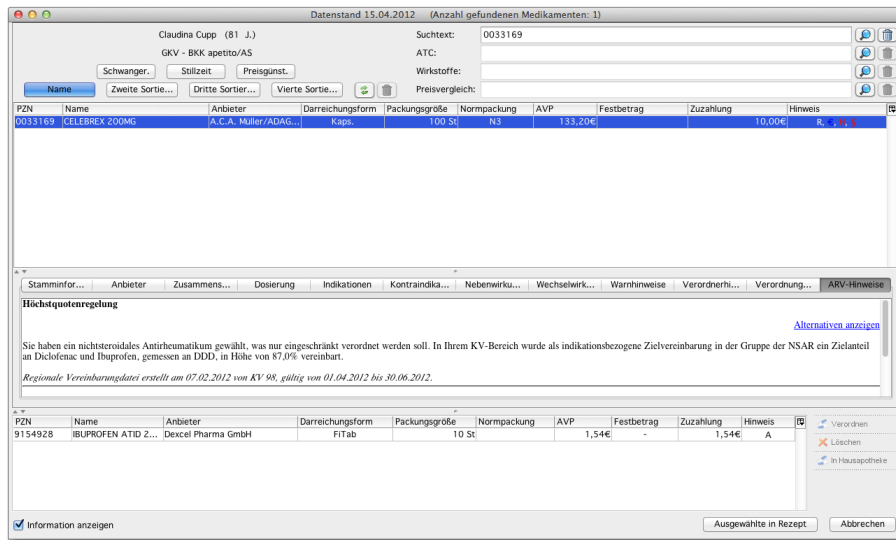 Datenstand 15.04.2012 (Anzahl gefundenen Medikamenten: 1)
Claudina Cupp (81 J.)
GKV - BKK apetito/AS
Schwanger. Stillzeit Preisgünst.
Name Zweite Sortie... Dritte Sortier... Vierte Sortie...
Suchtext: 0033169
ATC:
Wirkstoffe:
Preisvergleich:
PZN Name Anbieter Darreichungsform Packungsgröße Normpackung AVP Festbetrag Zuzahlung Hinweis
0033169 CELEBREX 200MG A.C.A. Müller/ADAG... Kaps. 100 St N3 133,20€ 10,00€ R, €,
Stamminfor... Anbieter Zusammens... Dosierung Indikationen Kontraindika... Nebenwirku... Wechselwirk... Warnhinweise Verordnerhi... Verordnung... ARV-Hinweise
Höchstquotenregelung
Alternativen anzeigen
Sie haben ein nichtsteroidales Antirheumatikum gewählt, was nur eingeschränkt verordnet werden soll. In Ihrem KV-Bereich wurde als indikationsbezogene Zielvereinbarung in der Gruppe der NSAR ein Zielanteil
an Diclofenac und Ibuprofen, gemessen an DDD, in Höhe von 87,0% vereinbart.
Regionale Vereinbarungdatei erstellt am 07.02.2012 von KV 98, gültig von 01.04.2012 bis 30.06.2012.
PZN Name Anbieter Darreichungsform Packungsgröße Normpackung AVP Festbetrag Zuzahlung Hinweis
9154928 IBUPROFEN ATID 2... Dexcel Pharma GmbH FiTab 10 St 1,54€ - 1,54€ A
Verordnen
Löschen
In Hausapotheke
Information anzeigen
Ausgewählte in Rezept Abbrechen